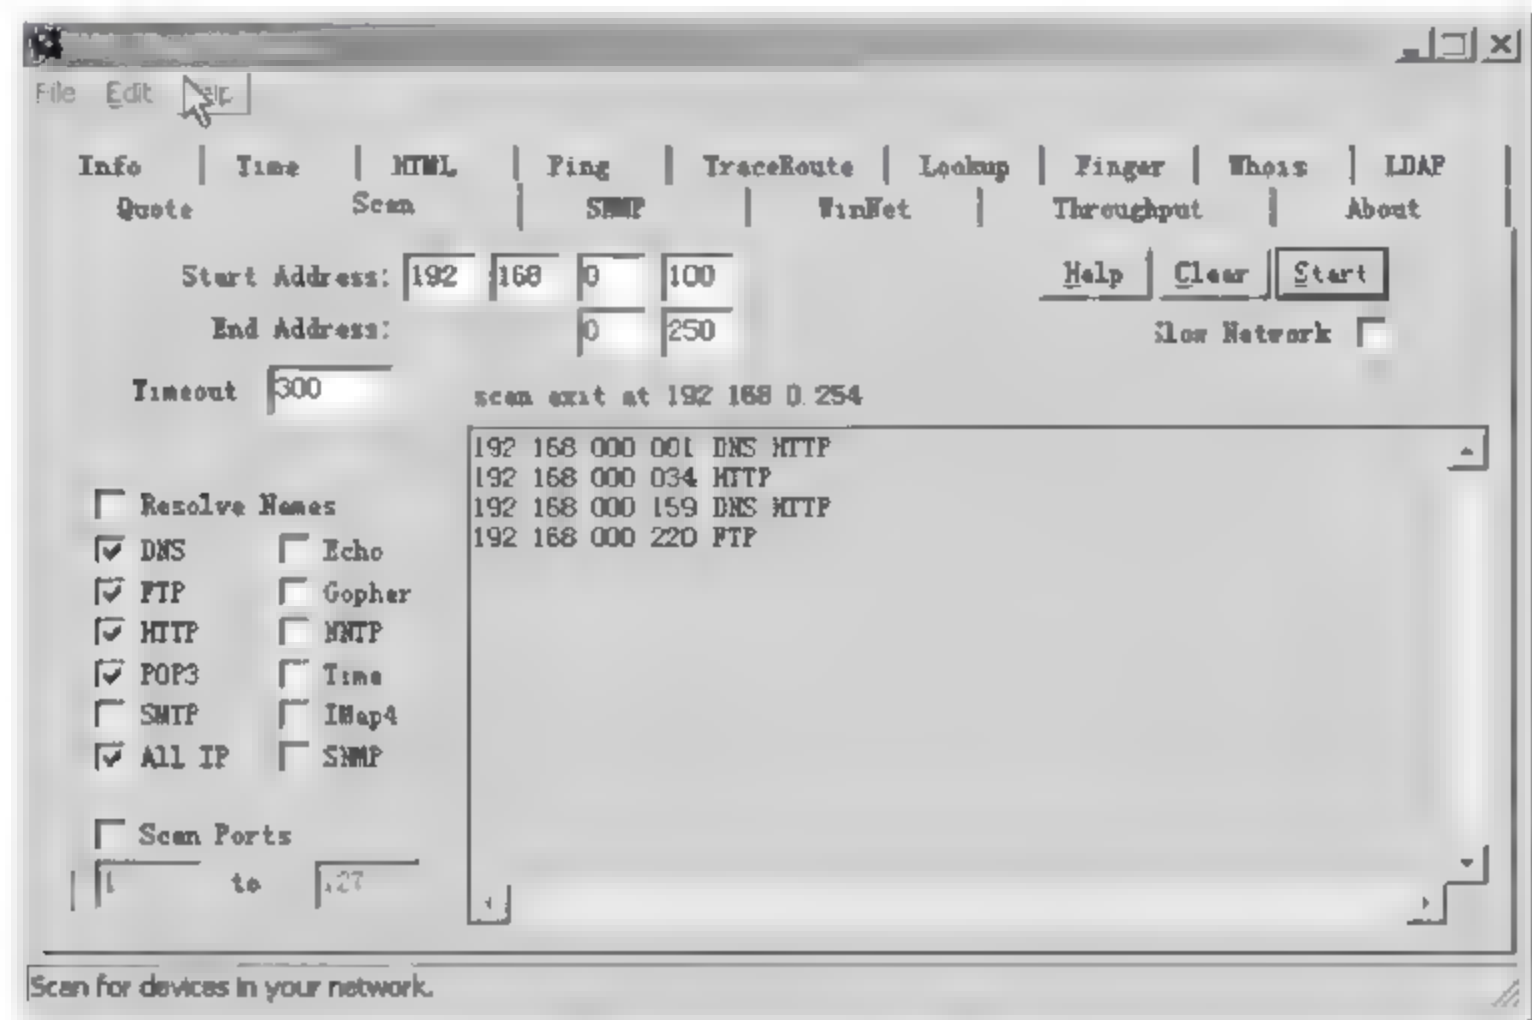 File Edit Help
Info Time HTML Ping TraceRoute Lookup Finger Whois LDAP
Quote Scan SNMP WinNet Throughput About
Start Address: 192 168 0 100 Help Clear Start
End Address: 0 250 Slow Network
Timeout 300
scan exit at 192 168 0.254
192 168 000 001 DNS HTTP
192 168 000 034 HTTP
192 168 000 159 DNS HTTP
192 168 000 220 FTP
Resolve Names
DNS Echo
FTP Gopher
HTTP NNTP
POP3 Time
SMTP IMap4
All IP SNMP
Scan Ports
1 to
Scan for devices in your network.